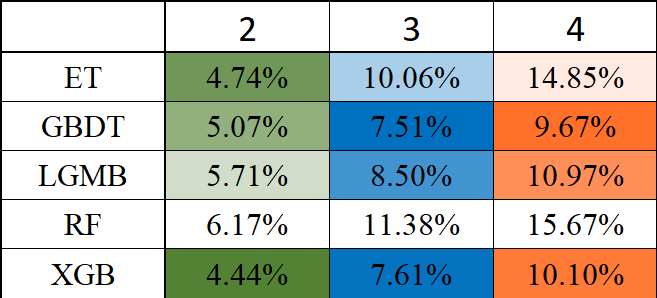 2 3 4
ET 4.74% 10.06% 14.85%
GBDT 5.07% 7.51% 9.67%
LGMB 5.71% 8.50% 10.97%
RF 6.17% 11.38% 15.67%
XGB 4.44% 7.61% 10.10%